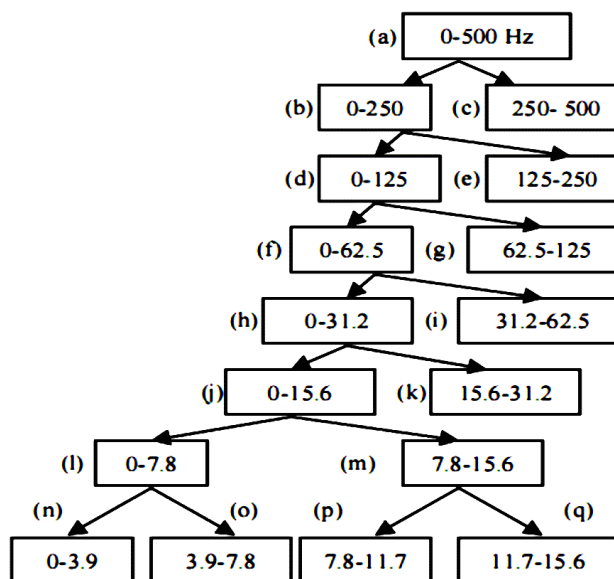 (a) 0-500 Hz
(b) 0-250 (c) 250- 500
(d) 0-125 (e) 125-250
(f) 0-62.5 (g) 62.5-125
(h) 0-31.2 (i) 31.2-62.5
(j) 0-15.6 (k) 15.6-31.2
(l) 0-7.8 (m) 7.8-15.6
(n) (o) (p) (q)
0-3.9 3.9-7.8 7.8-11.7 11.7-15.6